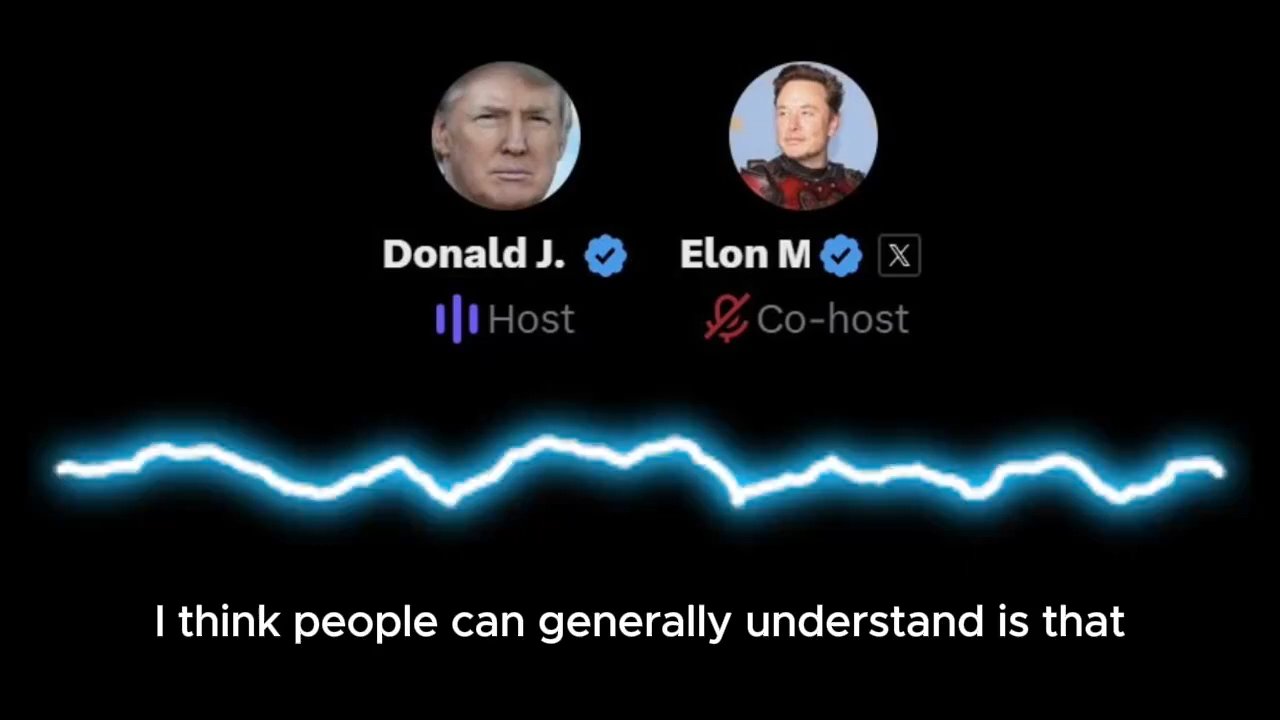 Donald J. Elon M X
Host Co-host
I think people can generally understand is that